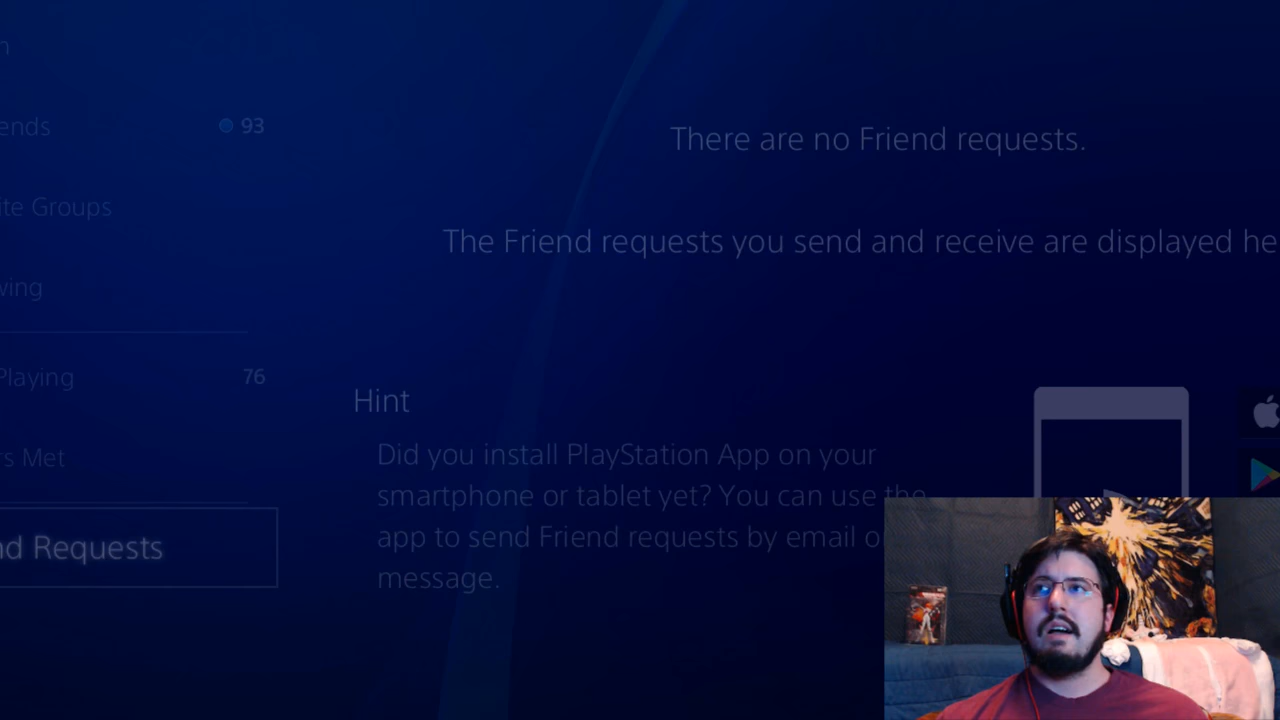 ends
93
ite Groups
wing
Playing
76
rs Met
nd Requests
There are no Friend requests.
The Friend requests you send and receive are displayed he
Hint
Did you install PlayStation App on your
smartphone or tablet yet? You can use the
app to send Friend requests by email o
message.